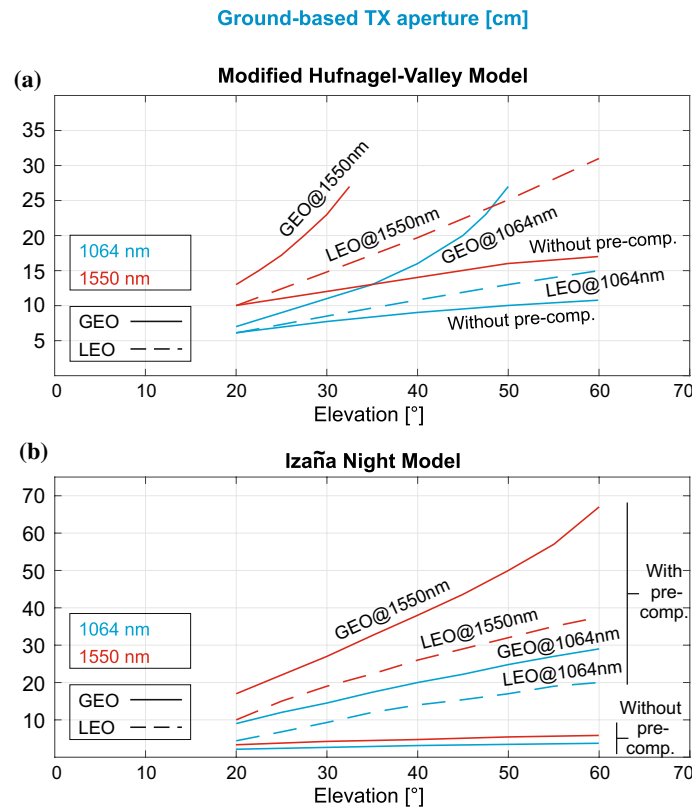 Ground-based TX aperture [cm]
(a)
Modified Hufnagel-Valley Model
35
30
25
20
15
10
5
GEO@1550nm
LEO@1550nm
GEO@1064nm
Without pre-comp.
LEO@1064nm
Without pre-comp.
1064 nm
1550 nm
GEO
LEO
0 10 20 30 40 50 60 70
Elevation [°]
(b)
Izaña Night Model
70
60
50
40
30
20
10
GEO@1550nm
LEO@1550nm
GEO@1064nm
LEO@1064nm
With
pre-
comp.
Without
pre-
comp.
1064 nm
1550 nm
GEO
LEO
0 10 20 30 40 50 60 70
Elevation [°]